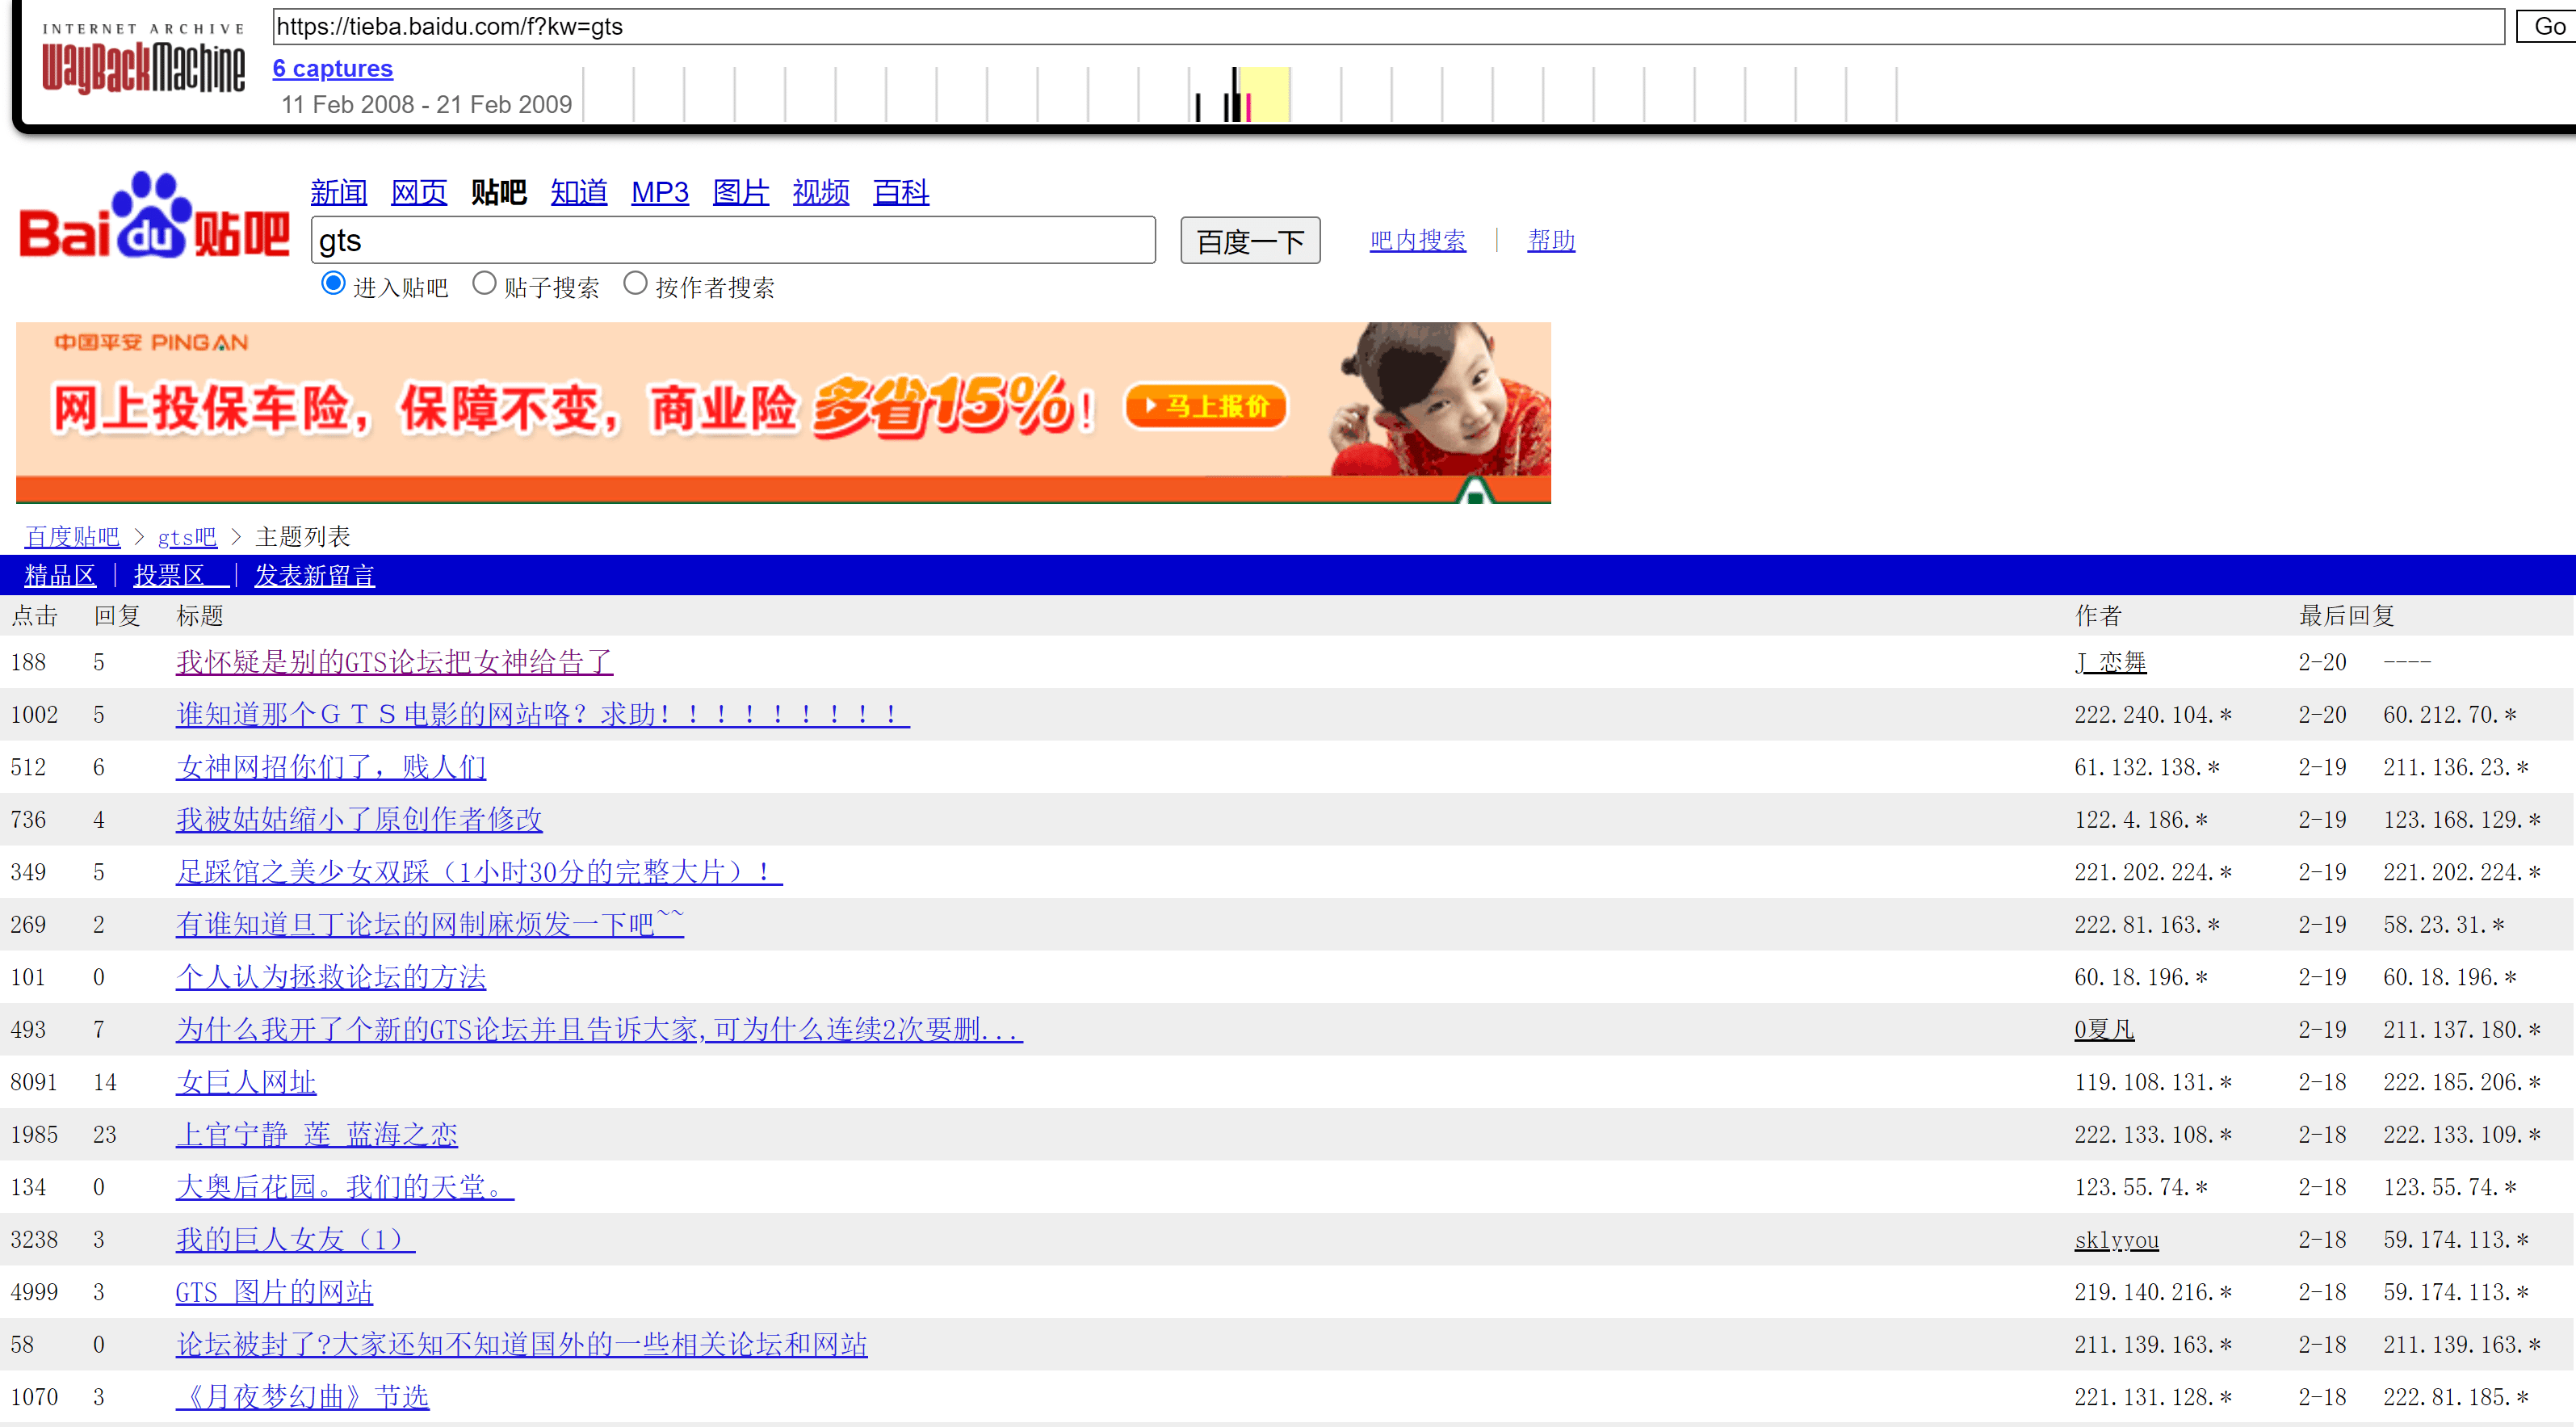 INTERNET ARCHIVE
WayBackMachine
https://tieba.baidu.com/f?kw=gts
Go
6 captures
11 Feb 2008 - 21 Feb 2009
Bai du 贴吧
新闻 网页 贴吧 知道 MP3 图片 视频 百科
gts 百度一下 吧内搜索 | 帮助
进入贴吧 贴子搜索 按作者搜索
中国平安 PING AN
网上投保车险，保障不变，商业险多省15%！ 马上报价
百度贴吧 > gts吧 > 主题列表
精品区 | 投票区 | 发表新留言
点击 回复 标题 作者 最后回复
188 5 我怀疑是别的GTS论坛把女神给告了 J_恋舞 2-20 ----
1002 5 谁知道那个ＧＴＳ电影的网站咯？求助！！！！！！！！！ 222.240.104.* 2-20 60.212.70.*
512 6 女神网招你们了，贱人们 61.132.138.* 2-19 211.136.23.*
736 4 我被姑姑缩小了原创作者修改 122.4.186.* 2-19 123.168.129.*
349 5 足踩馆之美少女双踩（1小时30分的完整大片）！ 221.202.224.* 2-19 221.202.224.*
269 2 有谁知道旦丁论坛的网制麻烦发一下吧~~ 222.81.163.* 2-19 58.23.31.*
101 0 个人认为拯救论坛的方法 60.18.196.* 2-19 60.18.196.*
493 7 为什么我开了个新的GTS论坛并且告诉大家,可为什么连续2次要删... 0夏凡 2-19 211.137.180.*
8091 14 女巨人网址 119.108.131.* 2-18 222.185.206.*
1985 23 上官宁静 莲 蓝海之恋 222.133.108.* 2-18 222.133.109.*
134 0 大奥后花园。我们的天堂。 123.55.74.* 2-18 123.55.74.*
3238 3 我的巨人女友（1） sklyyou 2-18 59.174.113.*
4999 3 GTS 图片的网站 219.140.216.* 2-18 59.174.113.*
58 0 论坛被封了?大家还知不知道国外的一些相关论坛和网站 211.139.163.* 2-18 211.139.163.*
1070 3 《月夜梦幻曲》节选 221.131.128.* 2-18 222.81.185.*